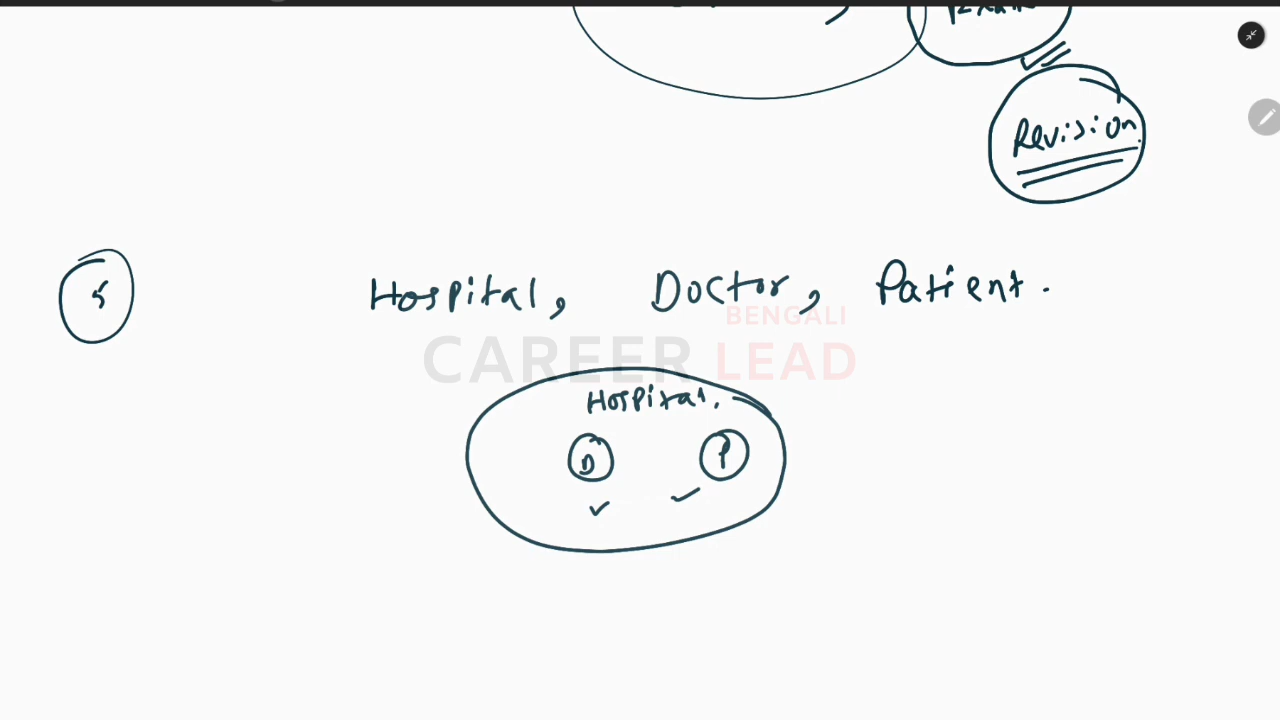 Revision
5
Hospital, Doctor, Patient.
BENGALI
CAREER LEAD
Hospital.
D P